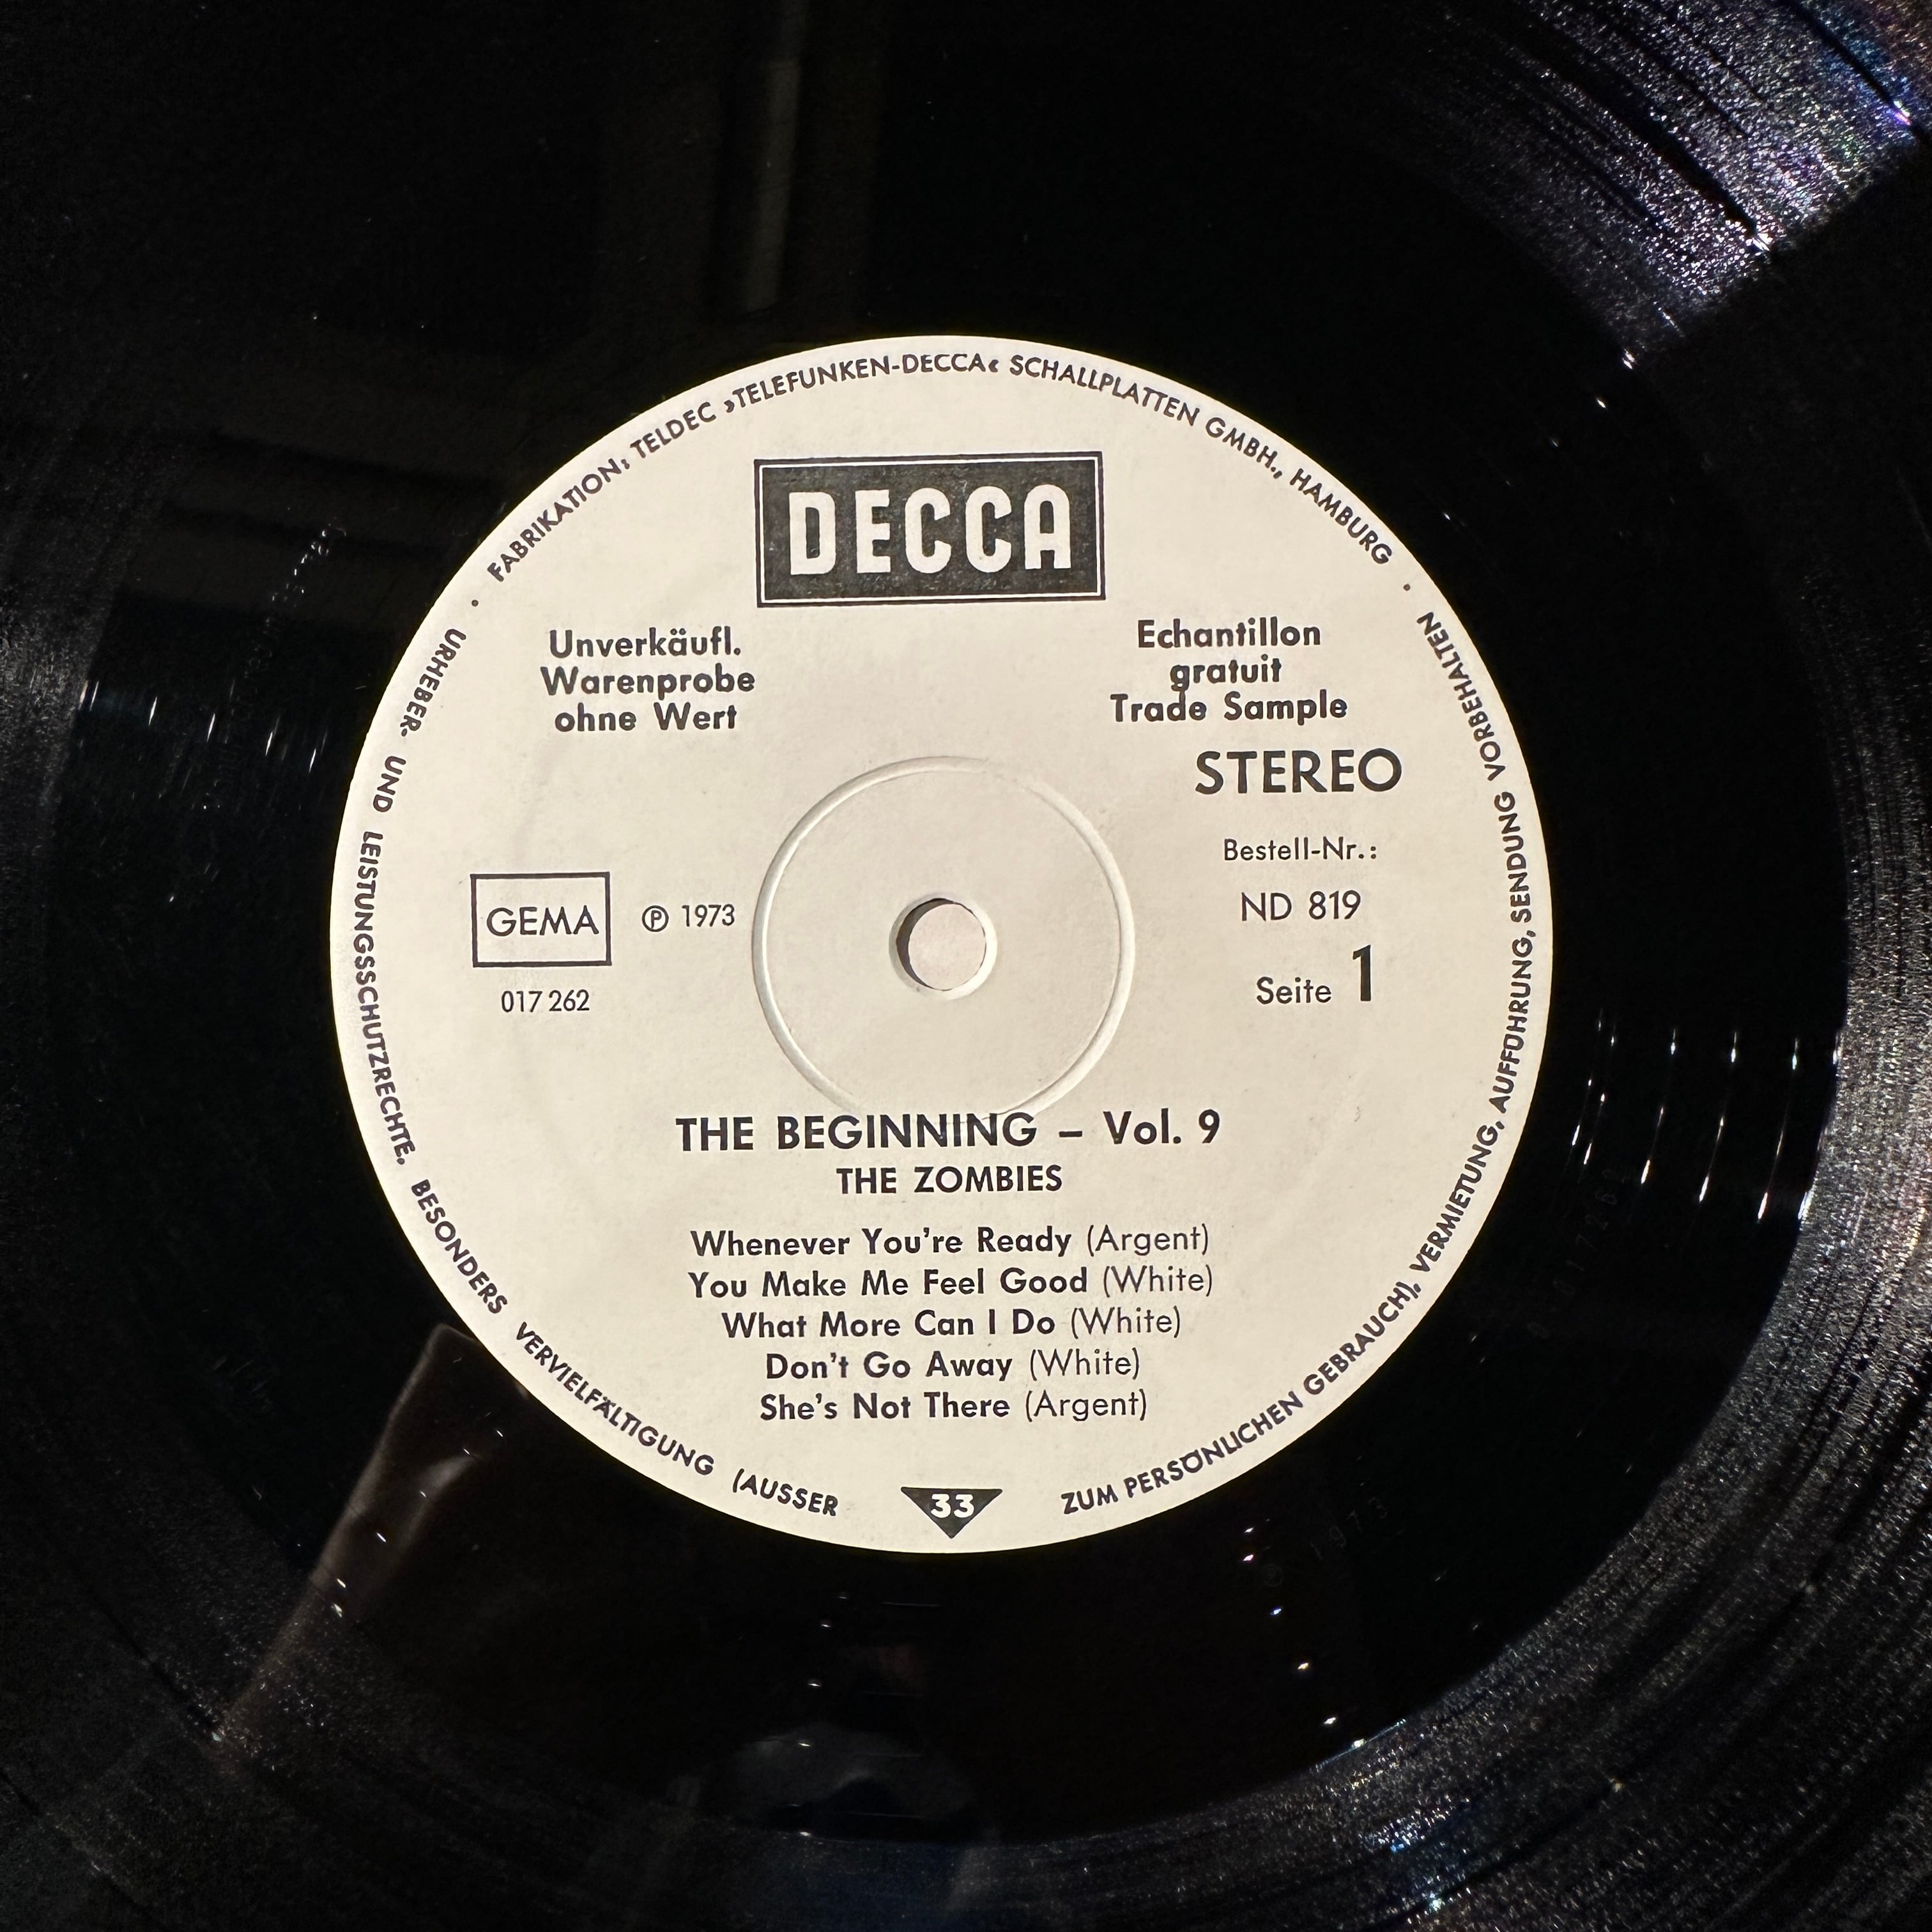 · FABRIKATION: TELDEC »TELEFUNKEN-DECCA« SCHALLPLATTEN GMBH., HAMBURG ·
DECCA
Unverkäufl.
Warenprobe
ohne Wert
Echantillon
gratuit
Trade Sample
STEREO
Bestell-Nr.:
ND 819
Seite 1
GEMA
℗ 1973
017 262
THE BEGINNING – Vol. 9
THE ZOMBIES
Whenever You're Ready (Argent)
You Make Me Feel Good (White)
What More Can I Do (White)
Don't Go Away (White)
She's Not There (Argent)
33
URHEBER- UND LEISTUNGSSCHUTZRECHTE, BESONDERS VERVIELFÄLTIGUNG (AUSSER ZUM PERSÖNLICHEN GEBRAUCH), VERMIETUNG, AUFFÜHRUNG, SENDUNG VORBEHALTEN